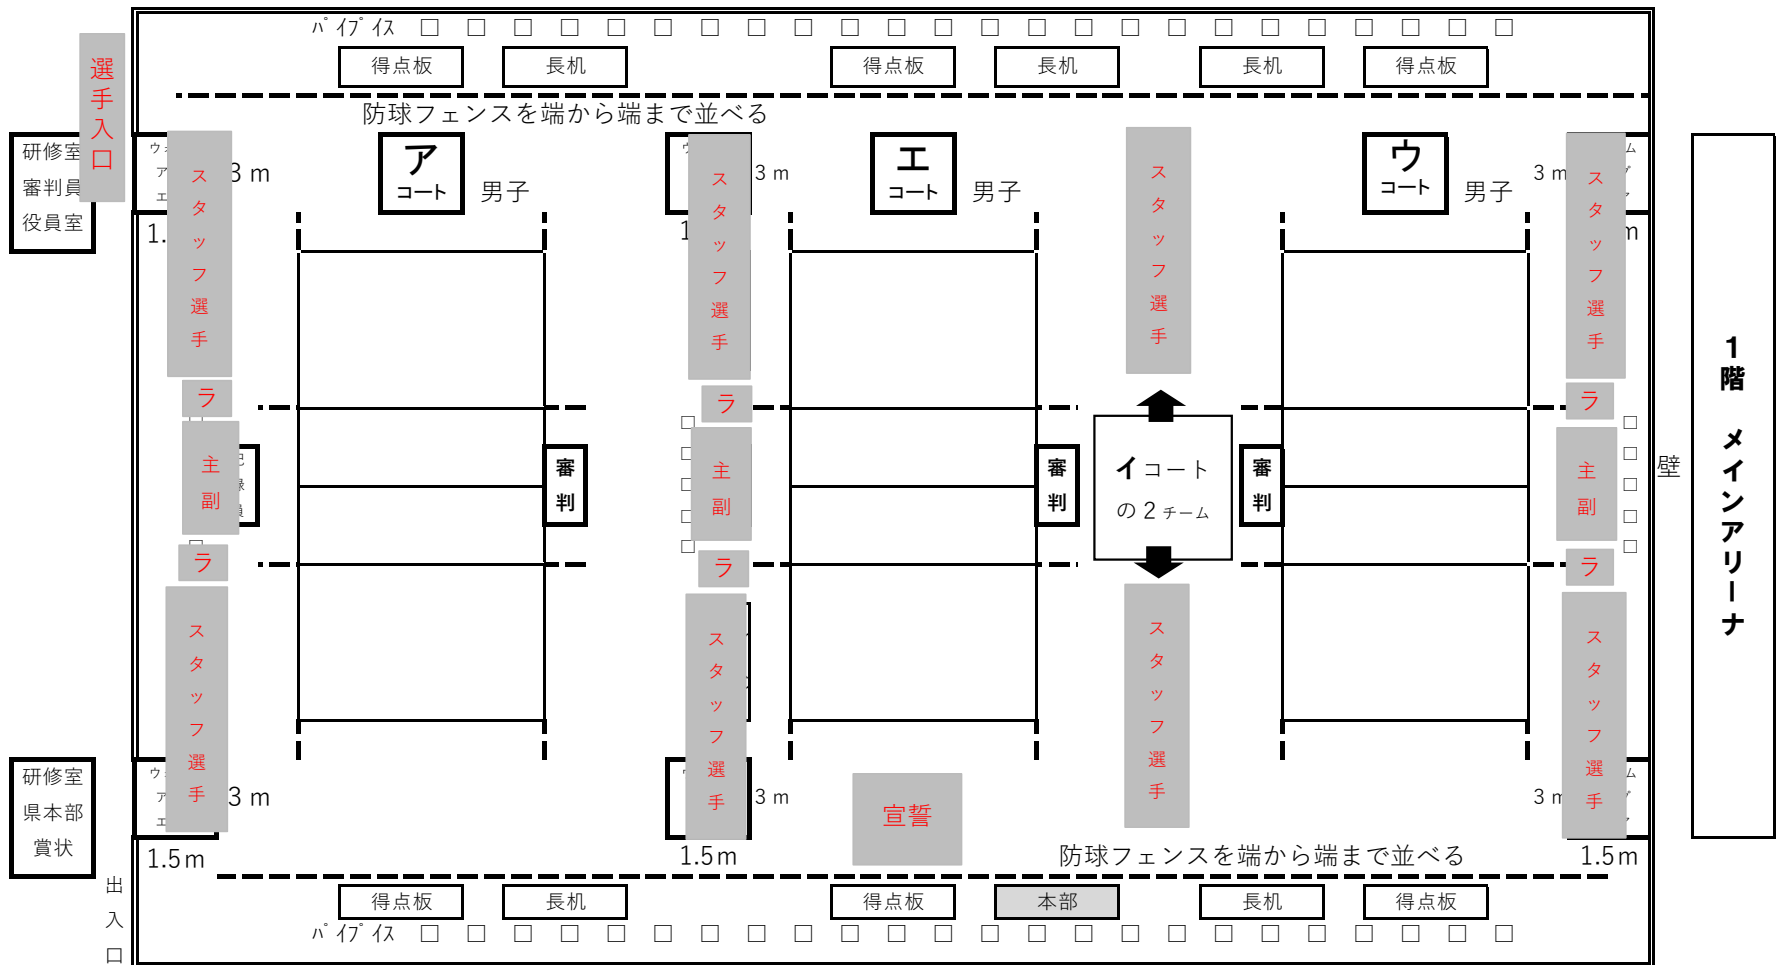 ﾊﾟｲﾌﾟｲｽ □ □ □ □ □ □ □ □ □ □ □ □ □ □ □ □ □ □ □ □ □ □ □ □
得点板 長机 得点板 長机 長机 得点板
防球フェンスを端から端まで並べる
選手入口
研修室
審判員
役員室
3m
ア
コート
男子
3m
エ
コート
男子
3m
ウ
コート
男子
スタッフ選手
スタッフ選手
スタッフ選手
スタッフ選手
ラ
ラ
ラ
主副
審判
主副
審判
イコート
の2チーム
審判
主副
壁
1階 メインアリーナ
ラ
ラ
ラ
スタッフ選手
スタッフ選手
スタッフ選手
スタッフ選手
研修室
県本部
賞状
3m
3m
3m
宣誓
1.5m
1.5m
1.5m
防球フェンスを端から端まで並べる
出入口
得点板 長机 得点板 本部 長机 得点板
ﾊﾟｲﾌﾟｲｽ □ □ □ □ □ □ □ □ □ □ □ □ □ □ □ □ □ □ □ □ □ □ □ □